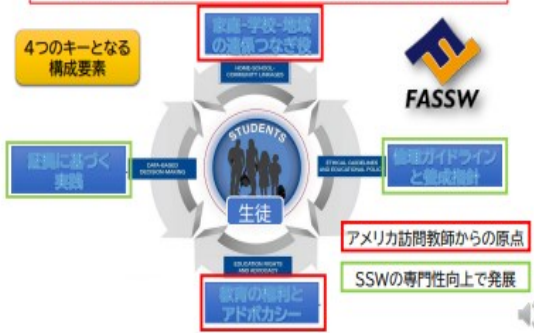 家庭-学校-地域
の連係つなぎ役
4つのキーとなる
構成要素
HOME-SCHOOL-
COMMUNITY LINKAGES
FASSW
STUDENTS
証拠に基づく
実践
DATA-BASED
DECISION-MAKING
ETHICAL GUIDELINES
AND EDUCATIONAL POLICY
倫理ガイドライン
と養成指針
生徒
アメリカ訪問教師からの原点
EDUCATION RIGHTS
AND ADVOCACY
教育の権利と
アドボカシー
SSWの専門性向上で発展